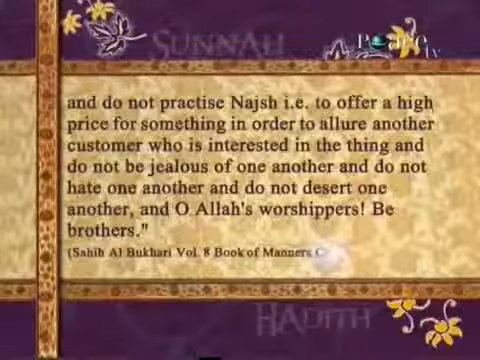 SUNNAH
Peace tv
and do not practise Najsh i.e. to offer a high
price for something in order to allure another
customer who is interested in the thing and
do not be jealous of one another and do not
hate one another and do not desert one
another, and O Allah's worshippers! Be
brothers."
(Sahih Al Bukhari Vol. 8 Book of Manners
HADITH